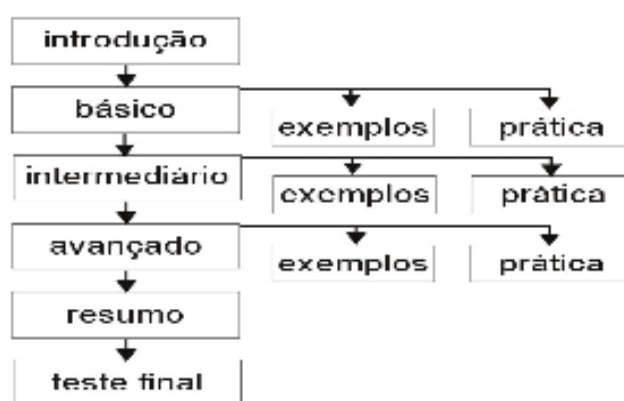 introdução
básico
exemplos prática
intermediário
exemplos prática
avançado
exemplos prática
resumo
teste final